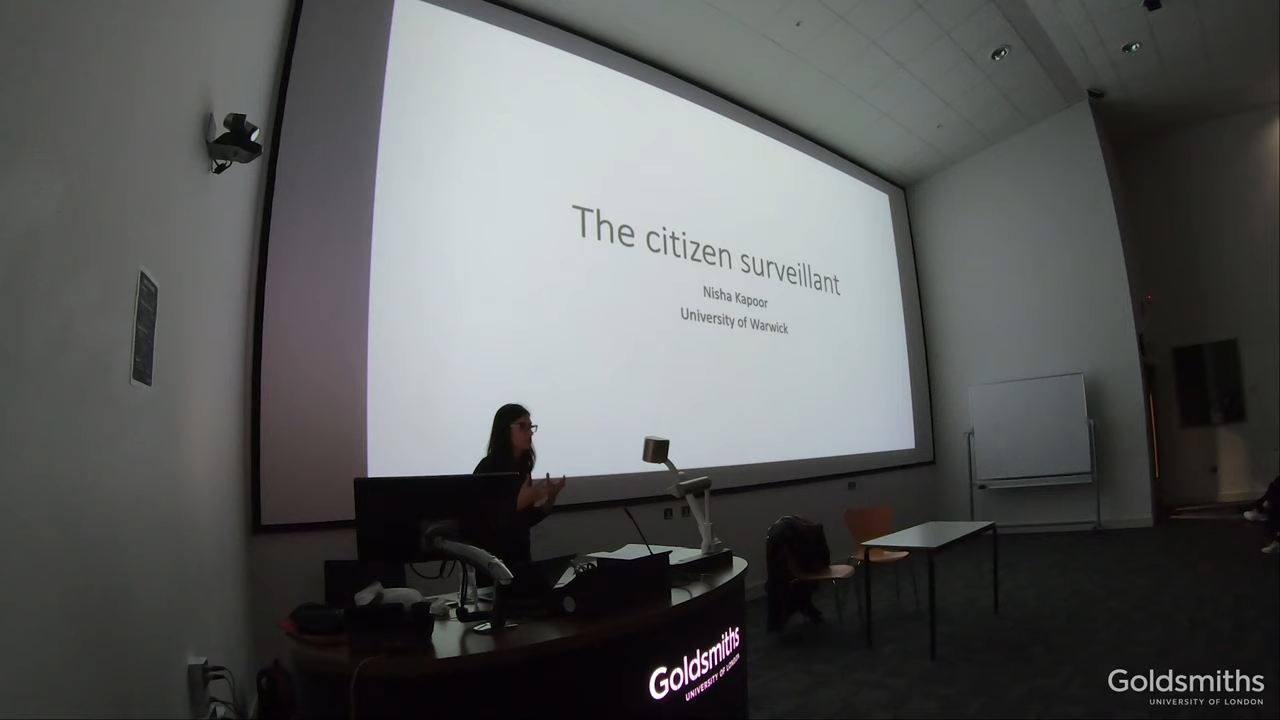 The citizen surveillant
Nisha Kapoor
University of Warwick
Goldsmiths
UNIVERSITY OF LONDON
Goldsmiths
UNIVERSITY OF LONDON